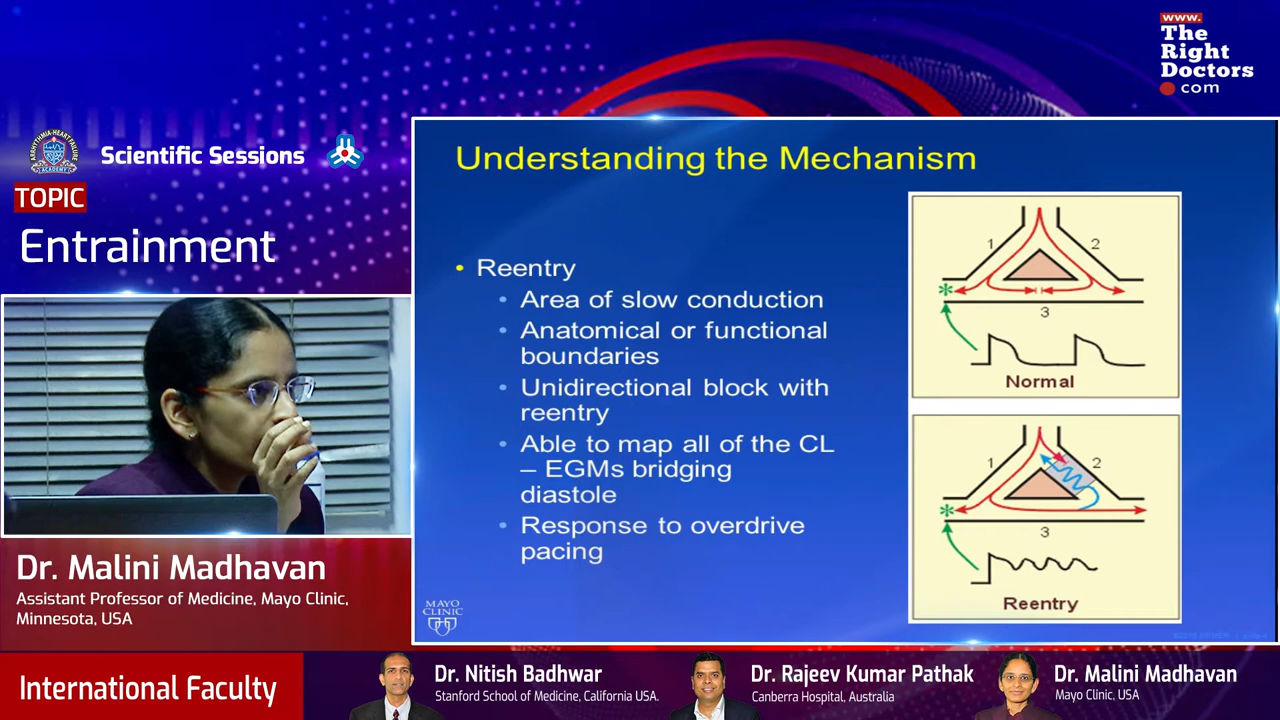 www.
The
Right
Doctors
com
ARRHYTHMIA-HEART FAILURE
ACADEMY
Scientific Sessions
TOPIC
Entrainment
Dr. Malini Madhavan
Assistant Professor of Medicine, Mayo Clinic,
Minnesota, USA
Understanding the Mechanism
• Reentry
• Area of slow conduction
• Anatomical or functional
boundaries
• Unidirectional block with
reentry
• Able to map all of the CL
– EGMs bridging
diastole
• Response to overdrive
pacing
1
2
*
3
Normal
1
2
*
3
Reentry
MAYO
CLINIC
International Faculty
Dr. Nitish Badhwar
Stanford School of Medicine, California USA.
Dr. Rajeev Kumar Pathak
Canberra Hospital, Australia
Dr. Malini Madhavan
Mayo Clinic, USA